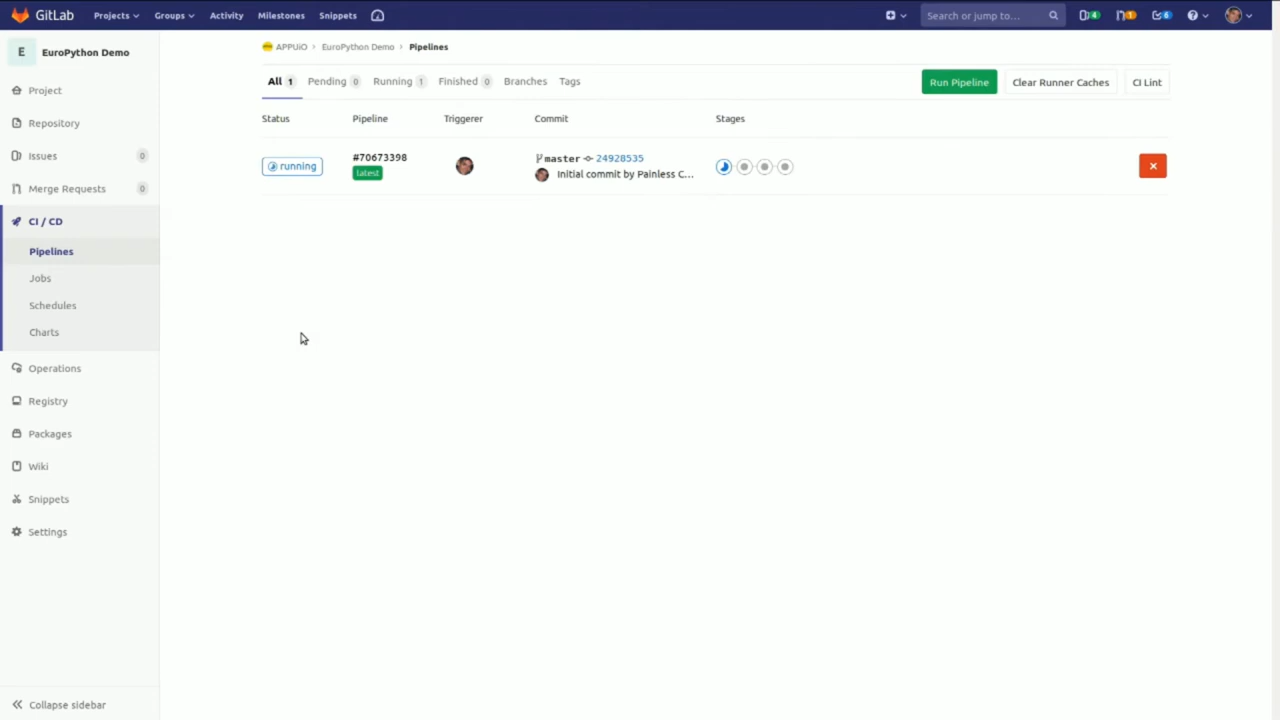 GitLab Projects Groups Activity Milestones Snippets Search or jump to... 4 1 6
E EuroPython Demo
APPUiO > EuroPython Demo > Pipelines
All 1 Pending 0 Running 1 Finished 0 Branches Tags Run Pipeline Clear Runner Caches CI Lint
Status Pipeline Triggerer Commit Stages
running #70673398 master 24928535
latest Initial commit by Painless C...
Project
Repository
Issues 0
Merge Requests 0
CI / CD
Pipelines
Jobs
Schedules
Charts
Operations
Registry
Packages
Wiki
Snippets
Settings
Collapse sidebar